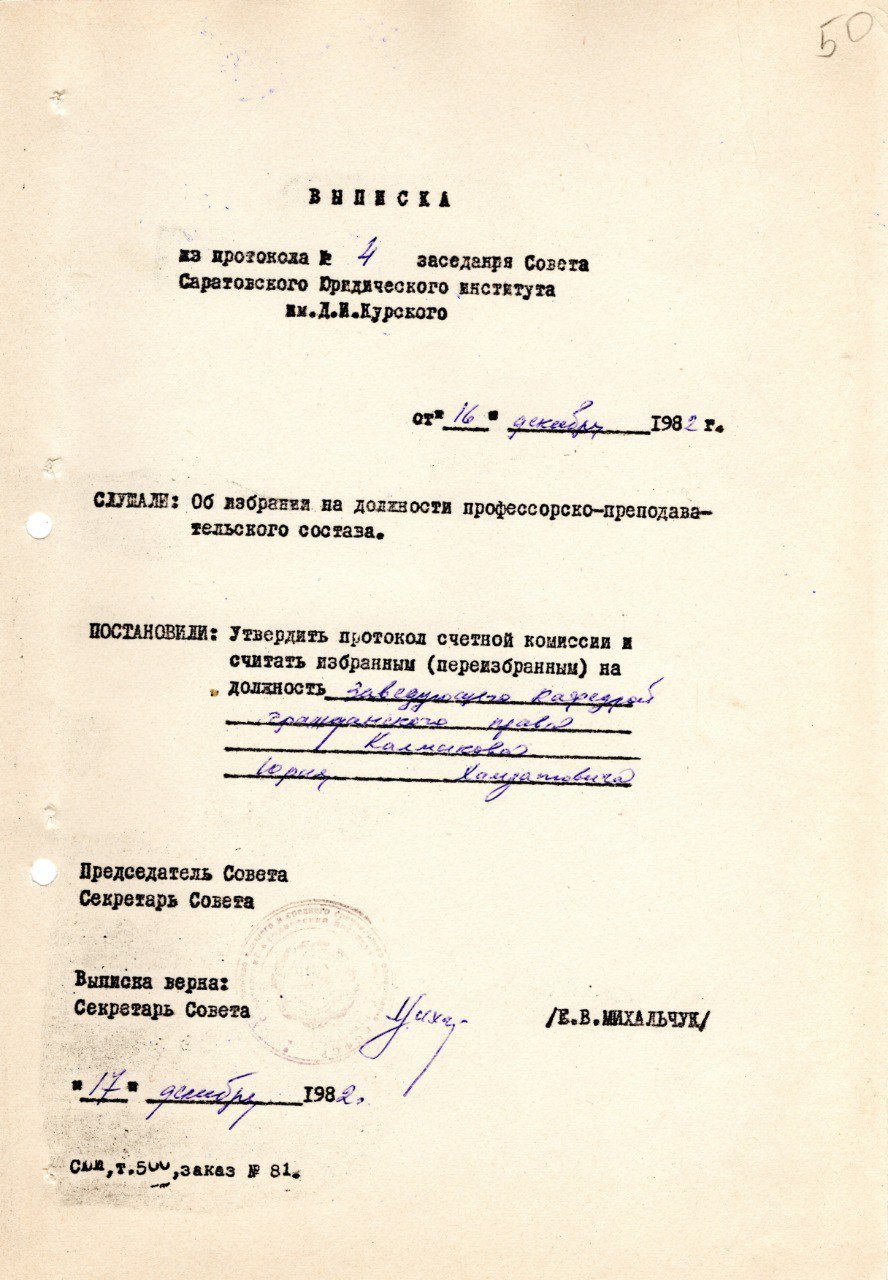 50
ВЫПИСКА
из протокола № 4 заседания Совета
Саратовского Юридического института
им.Д.И.Курского
от "16" декабря 1982 г.
СЛУШАЛИ: Об избрании на должности профессорско-преподава-
тельского состава.
ПОСТАНОВИЛИ: Утвердить протокол счетной комиссии и
считать избранным (переизбранным) на
должность заведующего кафедрой
гражданского права
Калмыкова
Юрия Хамзатовича
Председатель Совета
Секретарь Совета
Выписка верна:
Секретарь Совета /Е.В.МИХАЛЬЧУК/
"17" декабря 1982.
СЮИ,т.500,заказ № 81.